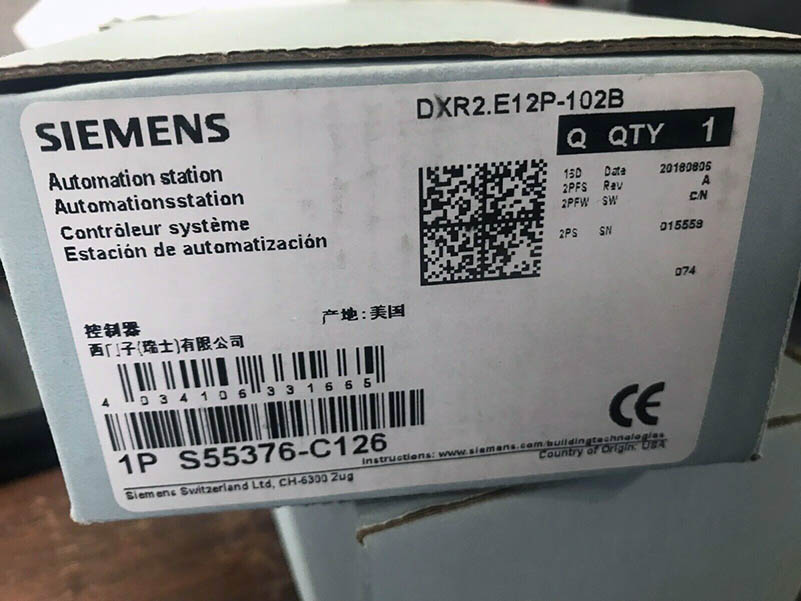 DXR2.E12P-102B
SIEMENS
Q QTY 1
Automation station
Automationsstation
Contrôleur système
Estación de automatización
16D Date 20180806
2PFS Rev A
2PFW SW C/N
2PS SN 015558
074
产地:美国
控制器
西门子(瑞士)有限公司
4 034106 331665
CE
1P S55376-C126
Instructions: www.siemens.com/buildingtechnologies
Country of Origin: USA
Siemens Switzerland Ltd, CH-6300 Zug